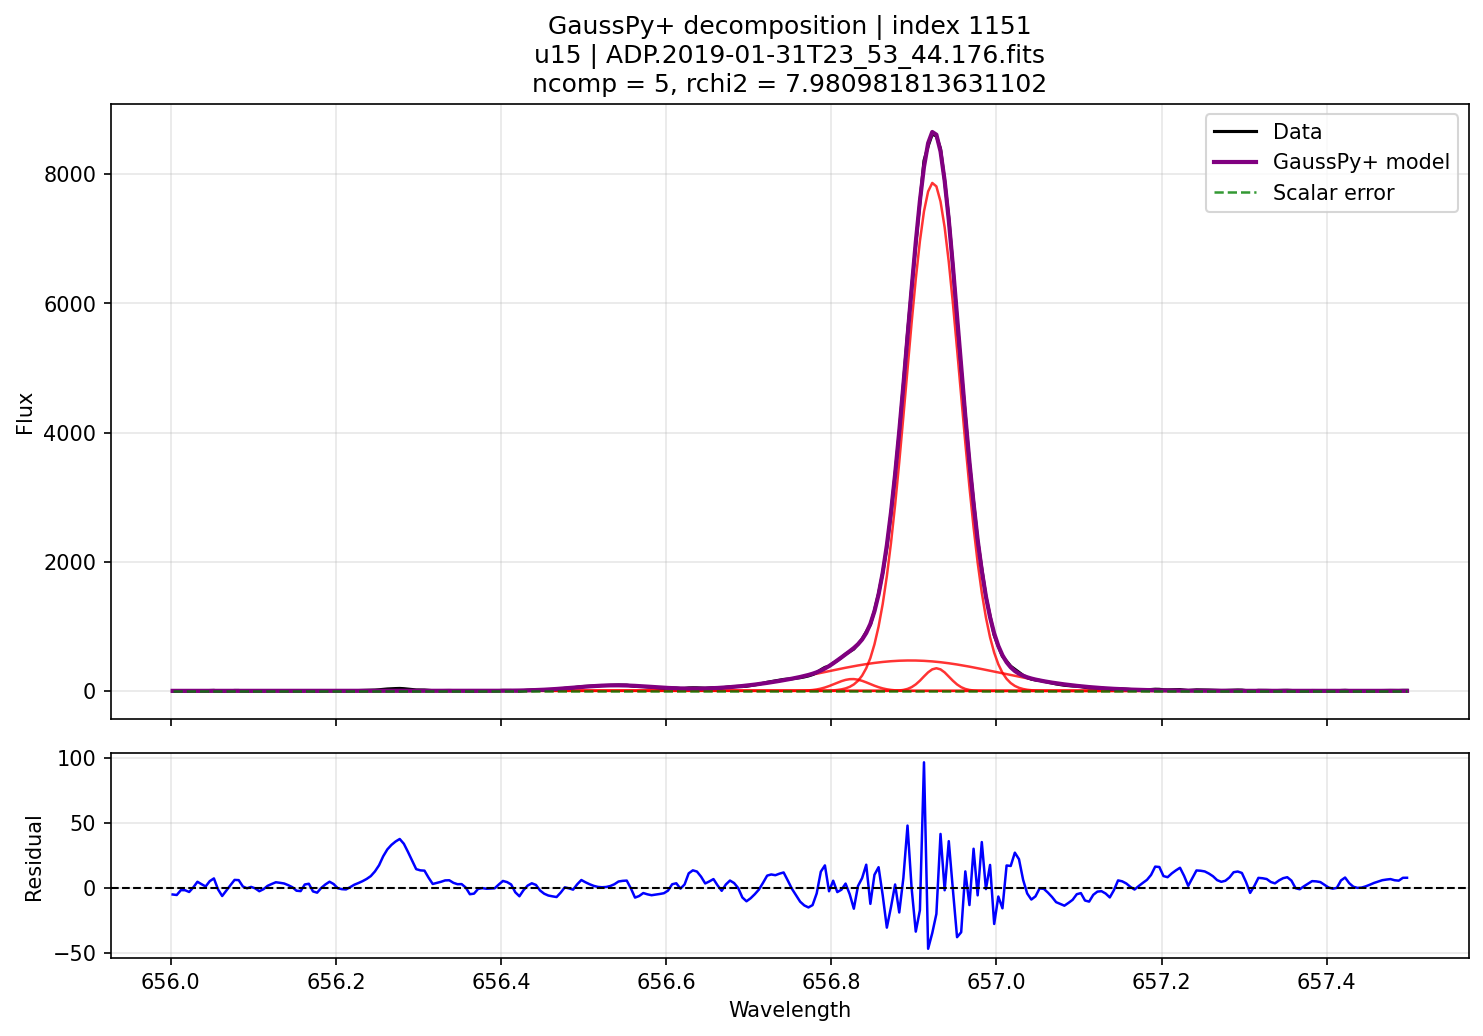 GaussPy+ decomposition | index 1151
u15 | ADP.2019-01-31T23_53_44.176.fits
ncomp = 5, rchi2 = 7.980981813631102
Data
GaussPy+ model
Scalar error
8000
6000
4000
2000
0
Flux
100
50
0
−50
Residual
656.0 656.2 656.4 656.6 656.8 657.0 657.2 657.4
Wavelength